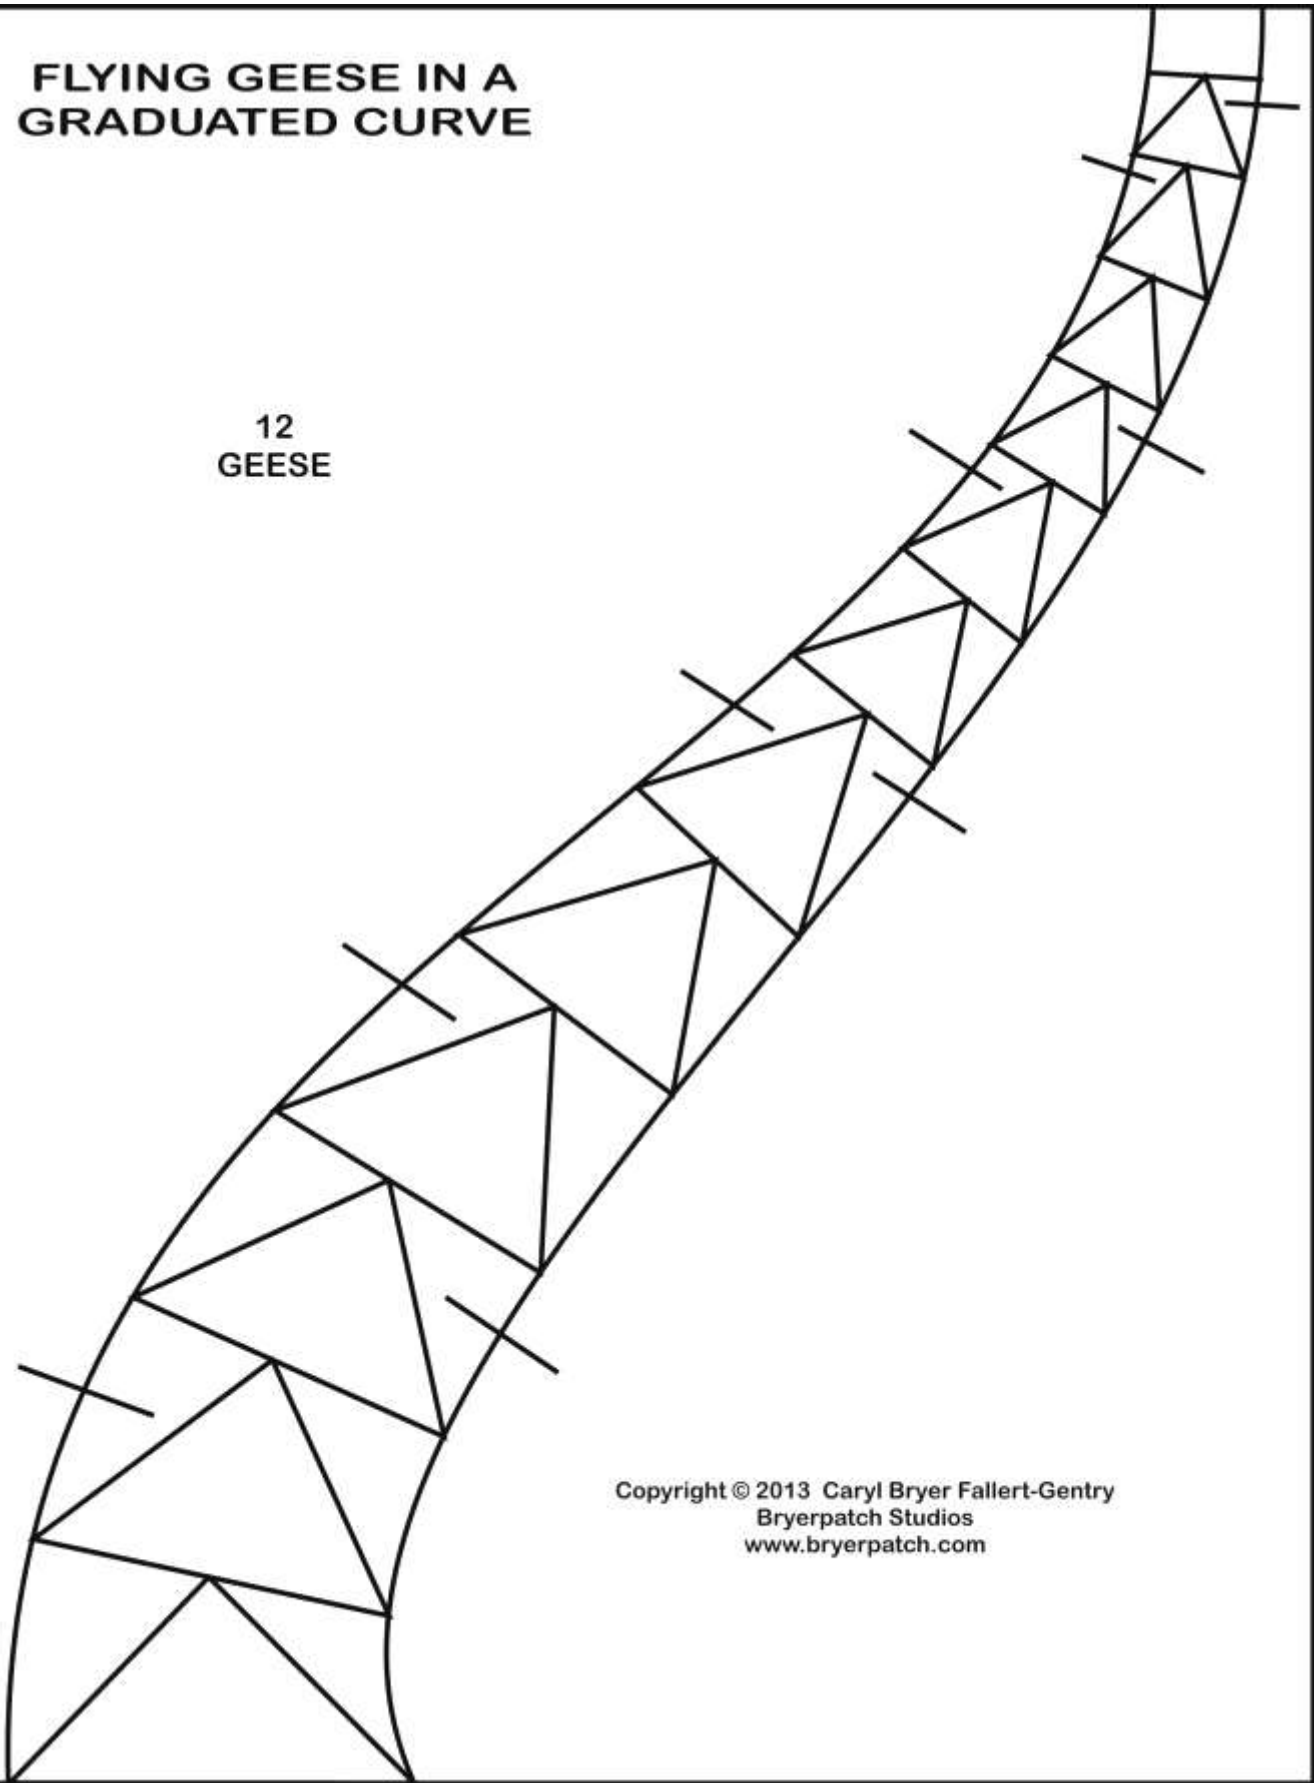 FLYING GEESE IN A
GRADUATED CURVE
12
GEESE
Copyright © 2013 Caryl Bryer Fallert-Gentry
Bryerpatch Studios
www.bryerpatch.com